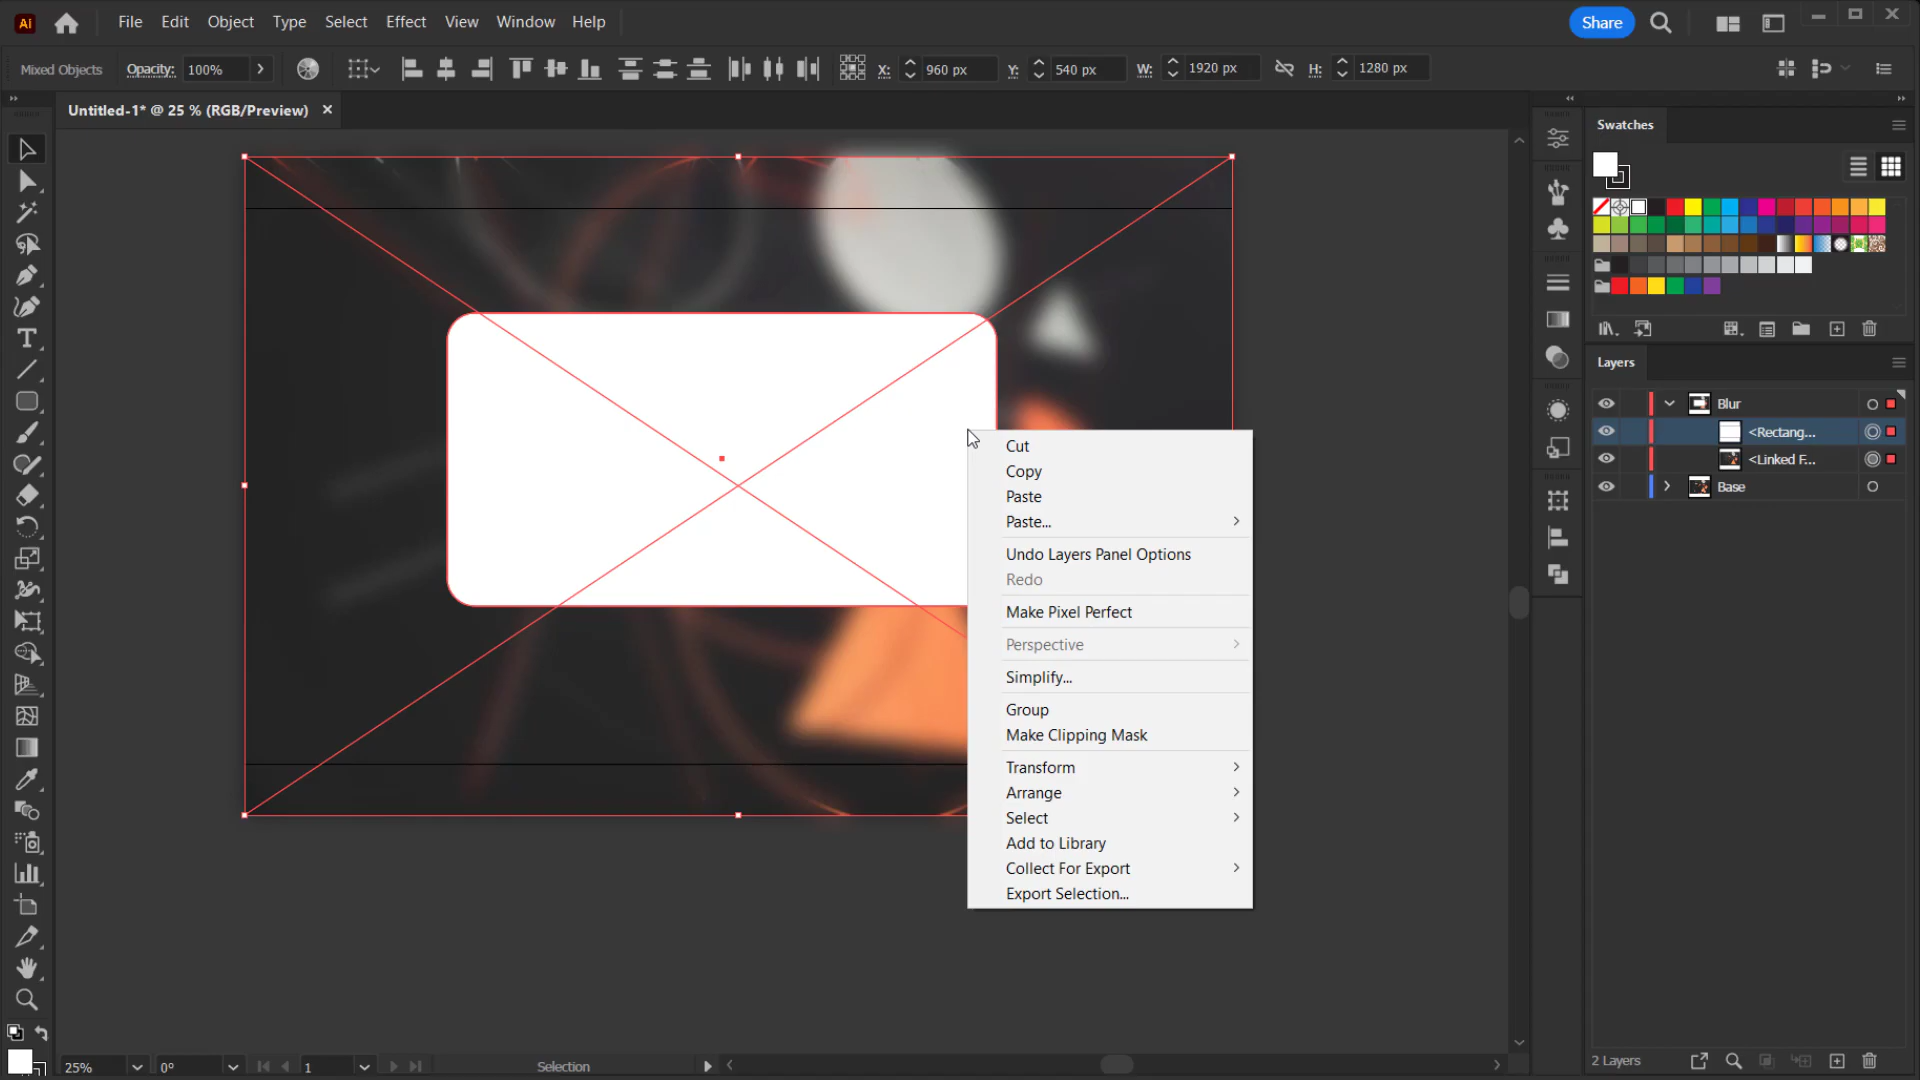 Ai File Edit Object Type Select Effect View Window Help Share
Mixed Objects Opacity: 100% X: 960 px Y: 540 px W: 1920 px H: 1280 px
Untitled-1* @ 25 % (RGB/Preview)
Swatches
Layers
Blur
<Rectang...
<Linked F...
Base
Cut
Copy
Paste
Paste...
Undo Layers Panel Options
Redo
Make Pixel Perfect
Perspective
Simplify...
Group
Make Clipping Mask
Transform
Arrange
Select
Add to Library
Collect For Export
Export Selection...
25% 0° 1 Selection
2 Layers